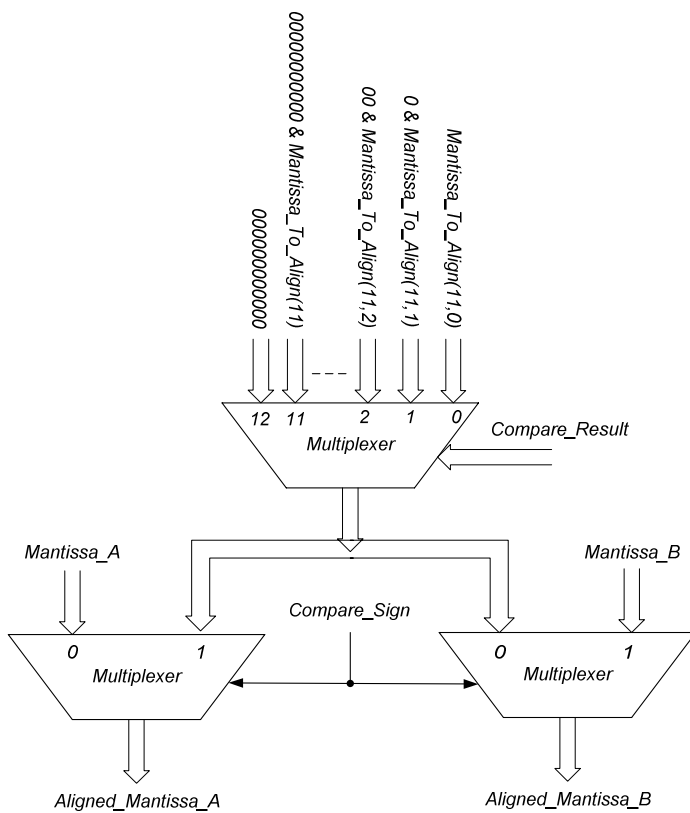 000000000000
00000000000 & Mantissa_To_Align(11)
00 & Mantissa_To_Align(11,2)
0 & Mantissa_To_Align(11,1)
Mantissa_To_Align(11,0)
12 11 2 1 0
Multiplexer
Compare_Result
Mantissa_A
Mantissa_B
Compare_Sign
0 1
Multiplexer
0 1
Multiplexer
Aligned_Mantissa_A
Aligned_Mantissa_B